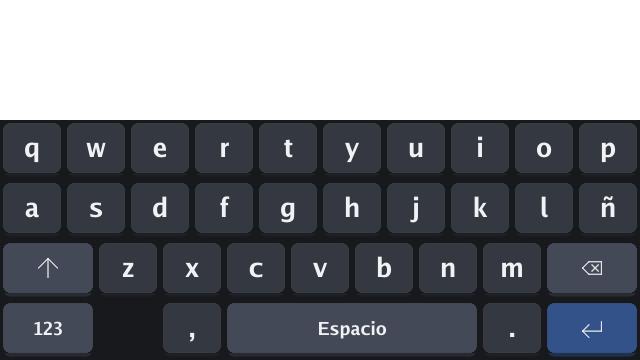 q w e r t y u i o p
a s d f g h j k l ñ
z x c v b n m
123 , Espacio .